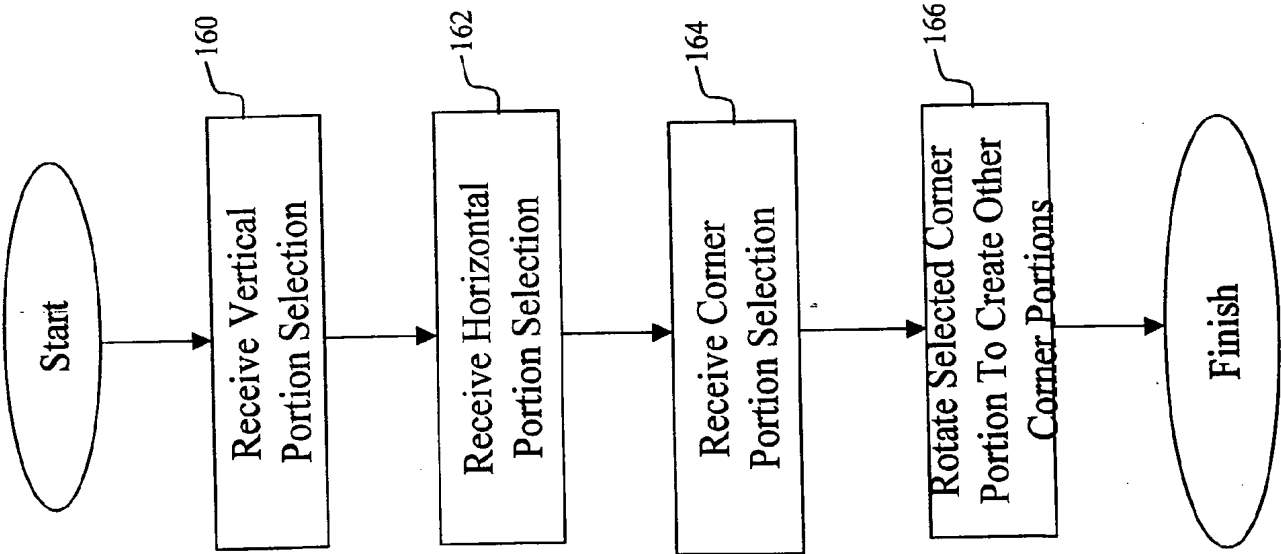 Start
160
Receive Vertical
Portion Selection
162
Receive Horizontal
Portion Selection
164
Receive Corner
Portion Selection
166
Rotate Selected Corner
Portion To Create Other
Corner Portions
Finish